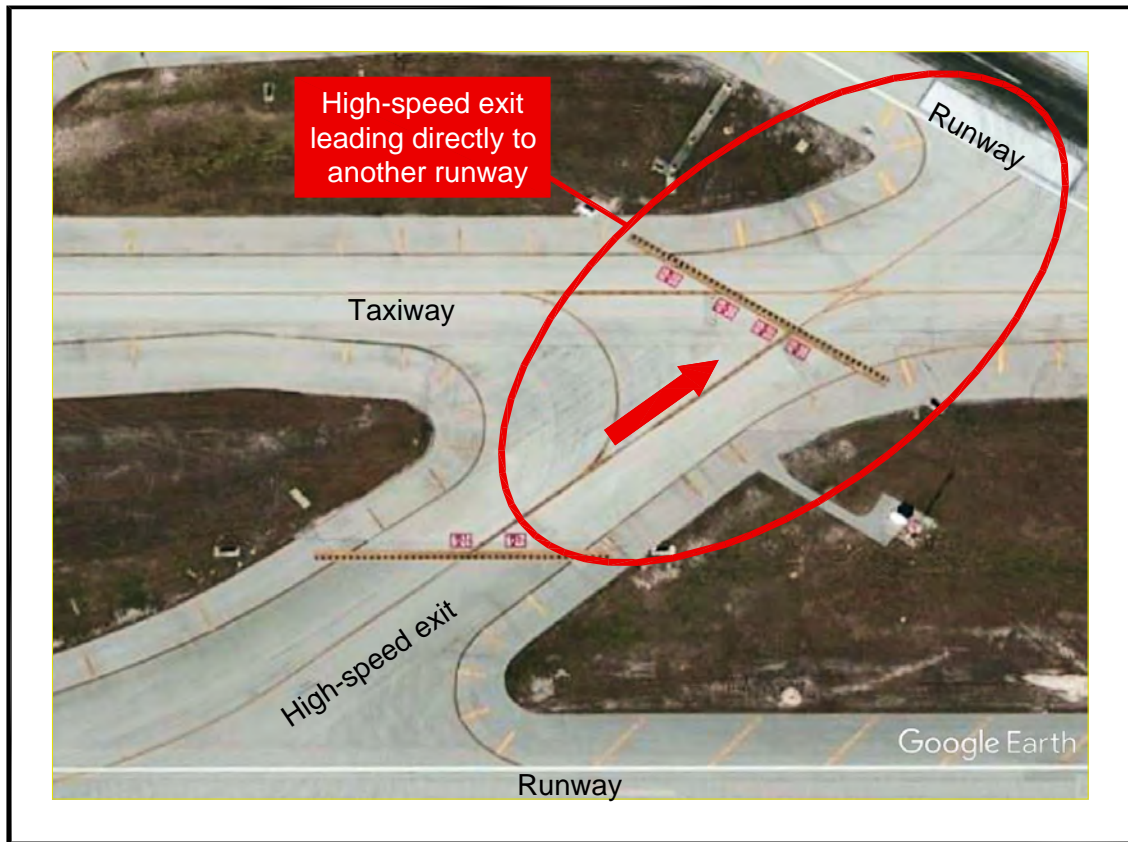 High-speed exit
leading directly to
another runway
Runway
Taxiway
High-speed exit
Google Earth
Runway